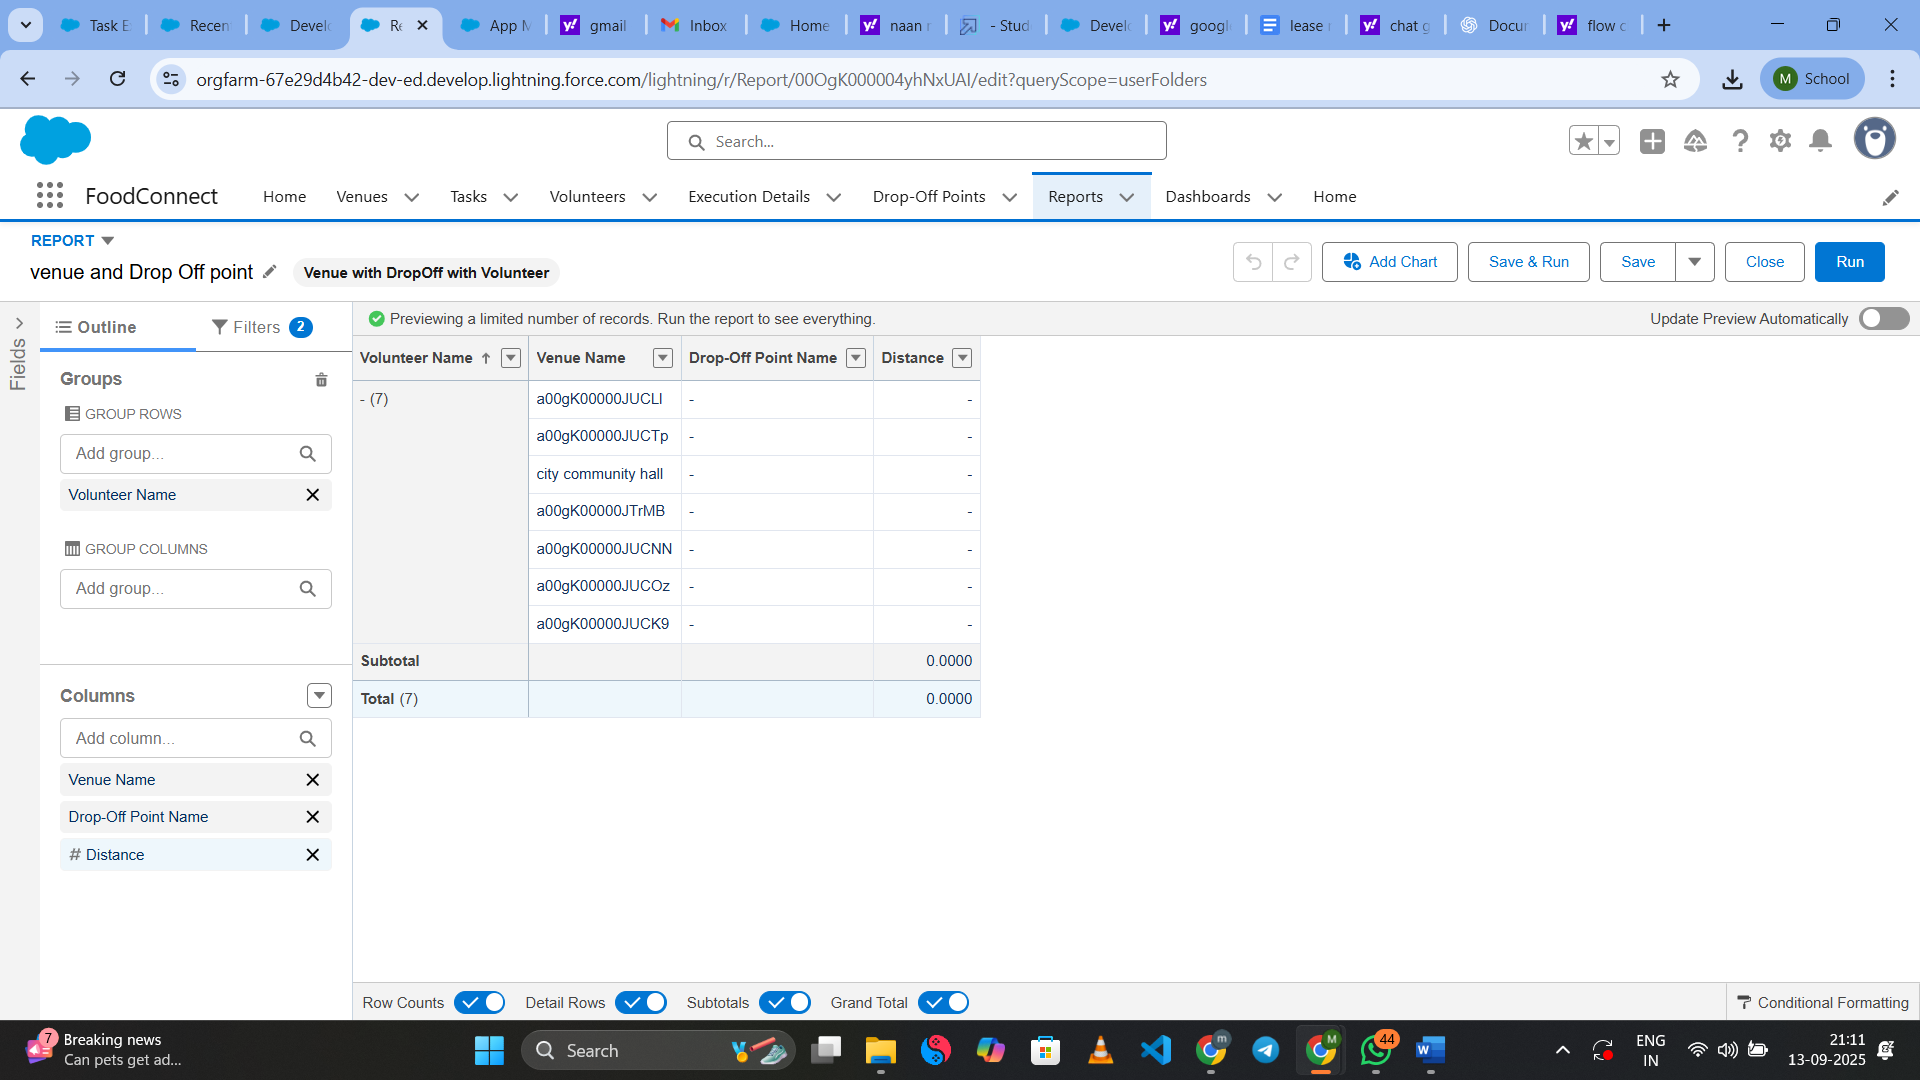 Task E
Recen
Develo
Re
App M
gmail
Inbox
Home
naan r
- Stud
Develo
google
lease r
chat g
Docun
flow c
orgfarm-67e29d4b42-dev-ed.develop.lightning.force.com/lightning/r/Report/00OgK000004yhNxUAI/edit?queryScope=userFolders
M School
Search...
FoodConnect
Home
Venues
Tasks
Volunteers
Execution Details
Drop-Off Points
Reports
Dashboards
Home
REPORT
venue and Drop Off point
Venue with DropOff with Volunteer
Add Chart
Save & Run
Save
Close
Run
Fields
Outline
Filters 2
Previewing a limited number of records. Run the report to see everything.
Update Preview Automatically
Groups
GROUP ROWS
Add group...
Volunteer Name
GROUP COLUMNS
Add group...
Columns
Add column...
Venue Name
Drop-Off Point Name
# Distance
Volunteer Name Venue Name Drop-Off Point Name Distance
- (7) a00gK00000JUCLI - -
a00gK00000JUCTp - -
city community hall - -
a00gK00000JTrMB - -
a00gK00000JUCNN - -
a00gK00000JUCOz - -
a00gK00000JUCK9 - -
Subtotal 0.0000
Total (7) 0.0000
Row Counts
Detail Rows
Subtotals
Grand Total
Conditional Formatting
7
Breaking news
Can pets get ad...
Search
m
M
44
W
ENG
IN
21:11
13-09-2025